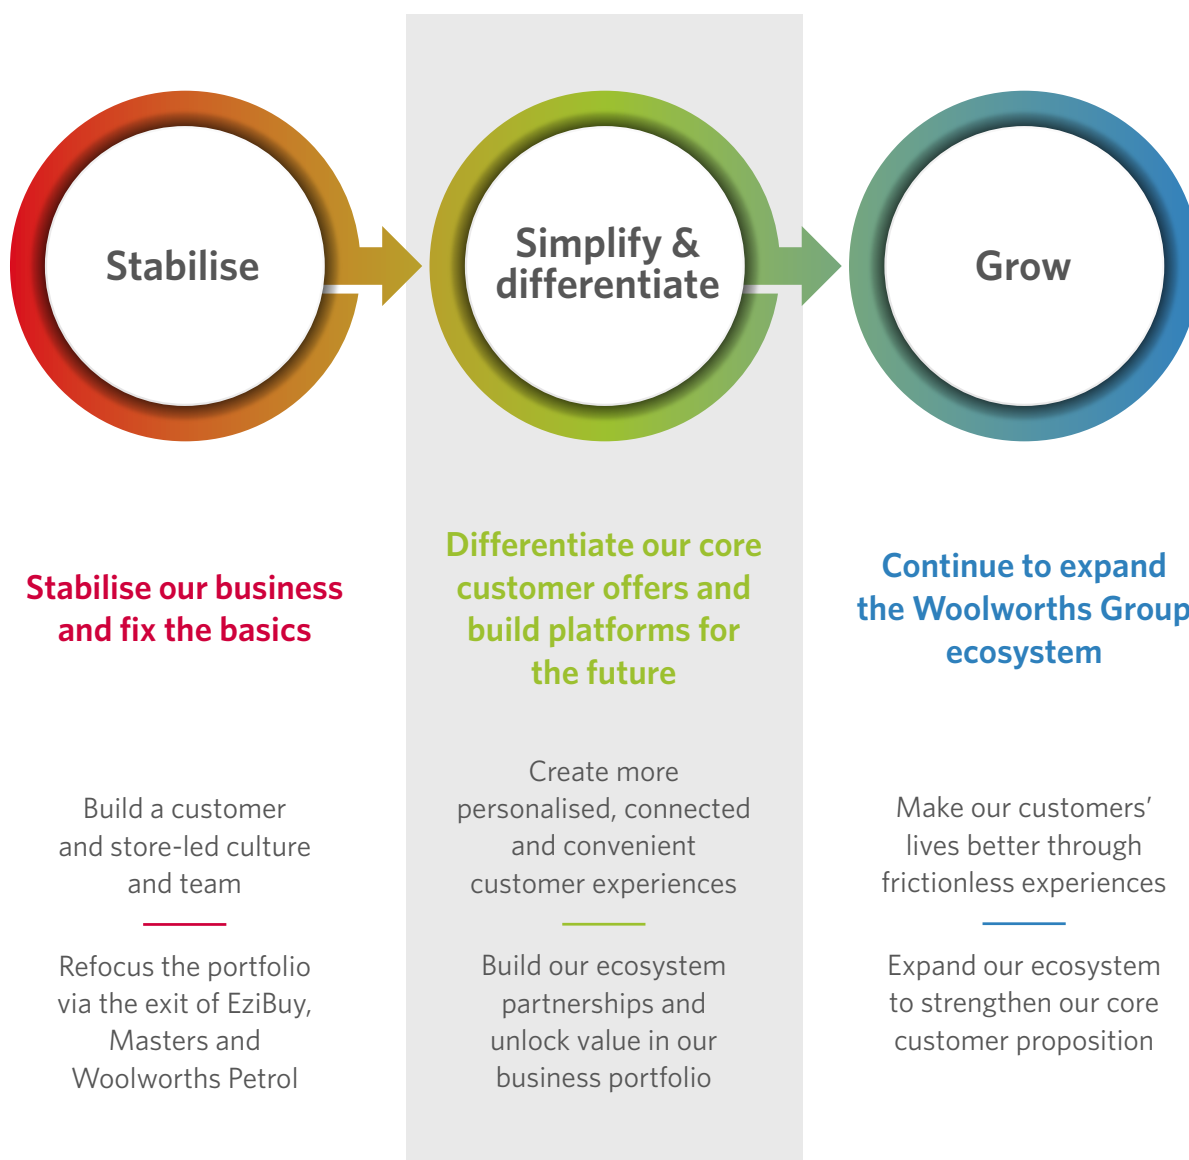 Stabilise
Simplify &
differentiate
Grow
Stabilise our business
and fix the basics
Differentiate our core
customer offers and
build platforms for
the future
Continue to expand
the Woolworths Group
ecosystem
Build a customer
and store-led culture
and team
Refocus the portfolio
via the exit of EziBuy,
Masters and
Woolworths Petrol
Create more
personalised, connected
and convenient
customer experiences
Build our ecosystem
partnerships and
unlock value in our
business portfolio
Make our customers’
lives better through
frictionless experiences
Expand our ecosystem
to strengthen our core
customer proposition